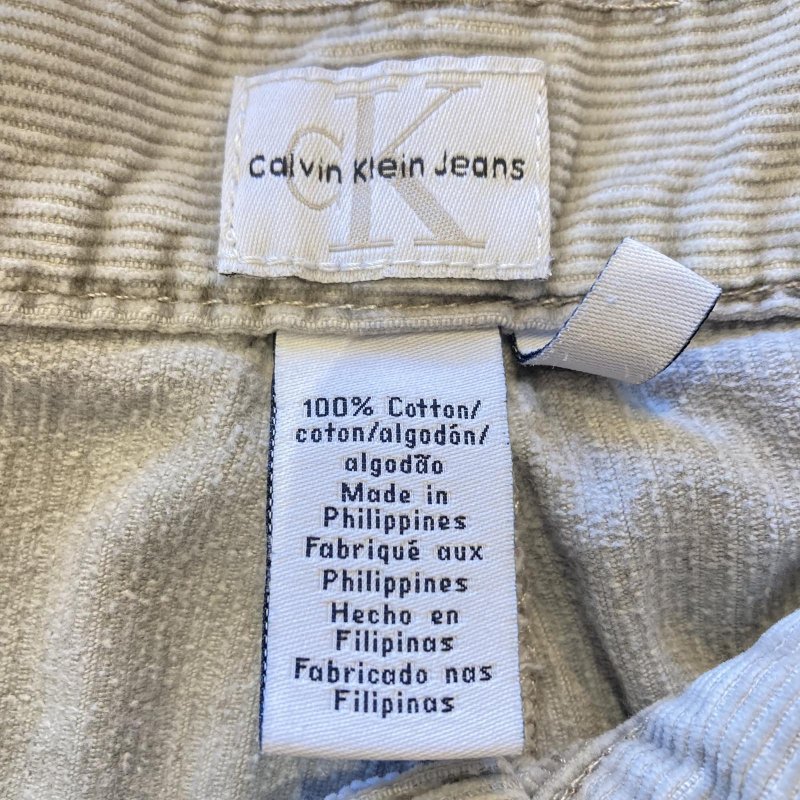 CK
Calvin Klein Jeans
100% Cotton/
coton/algodón/
algodão
Made in
Philippines
Fabriqué aux
Philippines
Hecho en
Filipinas
Fabricado nas
Filipinas